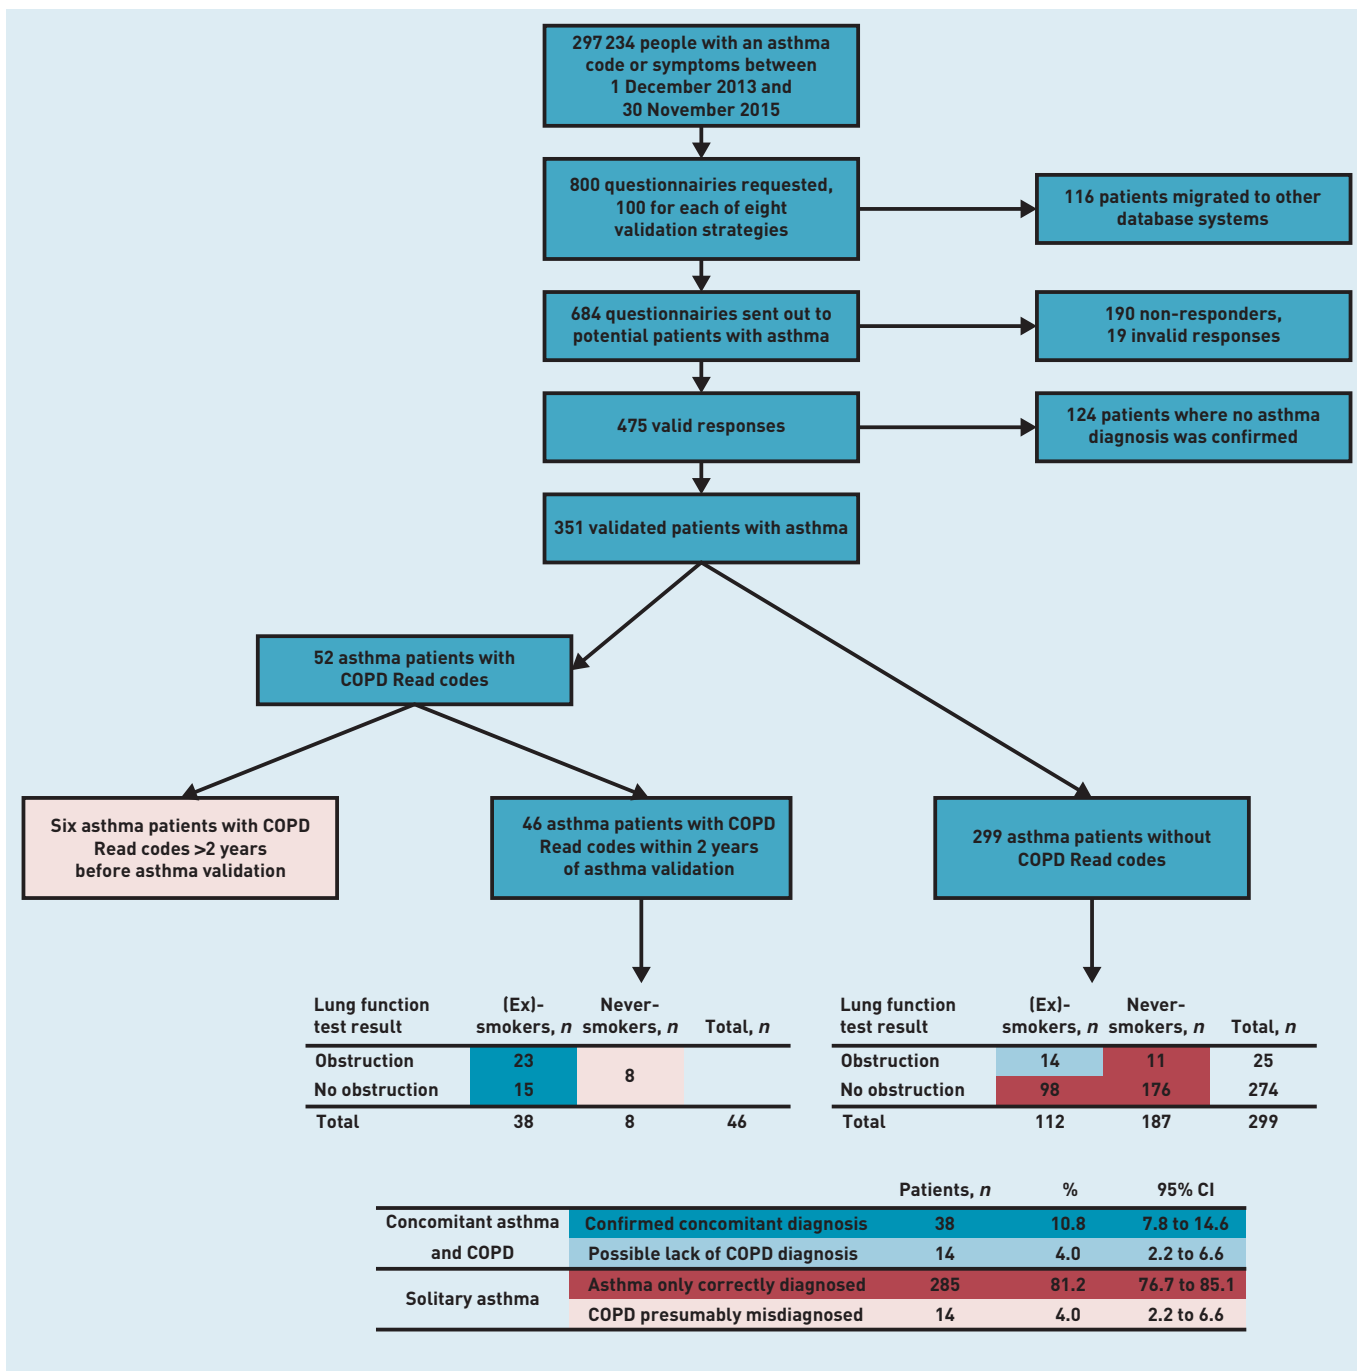 297 234 people with an asthma
code or symptoms between
1 December 2013 and
30 November 2015
800 questionnairies requested,
100 for each of eight
validation strategies
116 patients migrated to other
database systems
684 questionnairies sent out to
potential patients with asthma
190 non-responders,
19 invalid responses
475 valid responses
124 patients where no asthma
diagnosis was confirmed
351 validated patients with asthma
52 asthma patients with
COPD Read codes
Six asthma patients with COPD
Read codes >2 years
before asthma validation
46 asthma patients with COPD
Read codes within 2 years
of asthma validation
299 asthma patients without
COPD Read codes
Lung function
test result
(Ex)-
smokers, n
Never-
smokers, n
Total, n
Obstruction 23
8
No obstruction 15
Total 38 8 46
Lung function
test result
(Ex)-
smokers, n
Never-
smokers, n
Total, n
Obstruction 14 11 25
No obstruction 98 176 274
Total 112 187 299
Patients, n % 95% CI
Concomitant asthma
and COPD
Confirmed concomitant diagnosis 38 10.8 7.8 to 14.6
Possible lack of COPD diagnosis 14 4.0 2.2 to 6.6
Solitary asthma
Asthma only correctly diagnosed 285 81.2 76.7 to 85.1
COPD presumably misdiagnosed 14 4.0 2.2 to 6.6